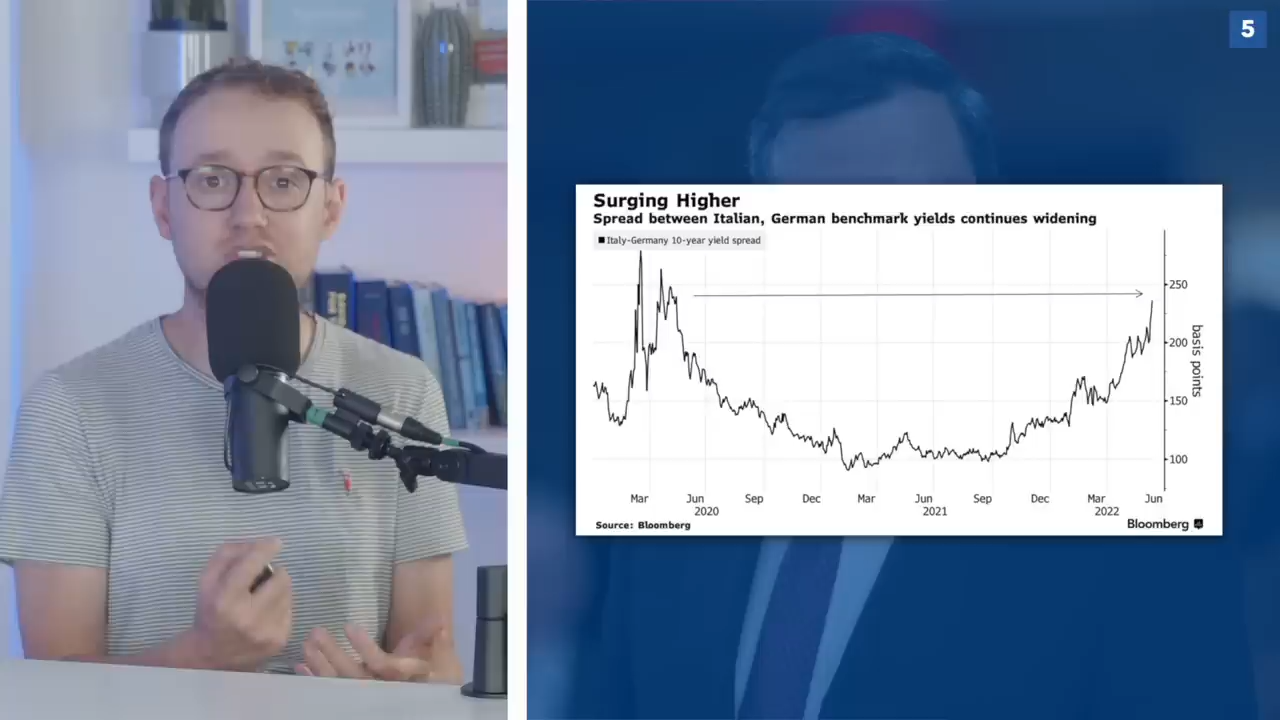 5
Surging Higher
Spread between Italian, German benchmark yields continues widening
Italy-Germany 10-year yield spread
250
200
150
100
basis points
Mar Jun Sep Dec Mar Jun Sep Dec Mar Jun
2020 2021 2022
Source: Bloomberg
Bloomberg